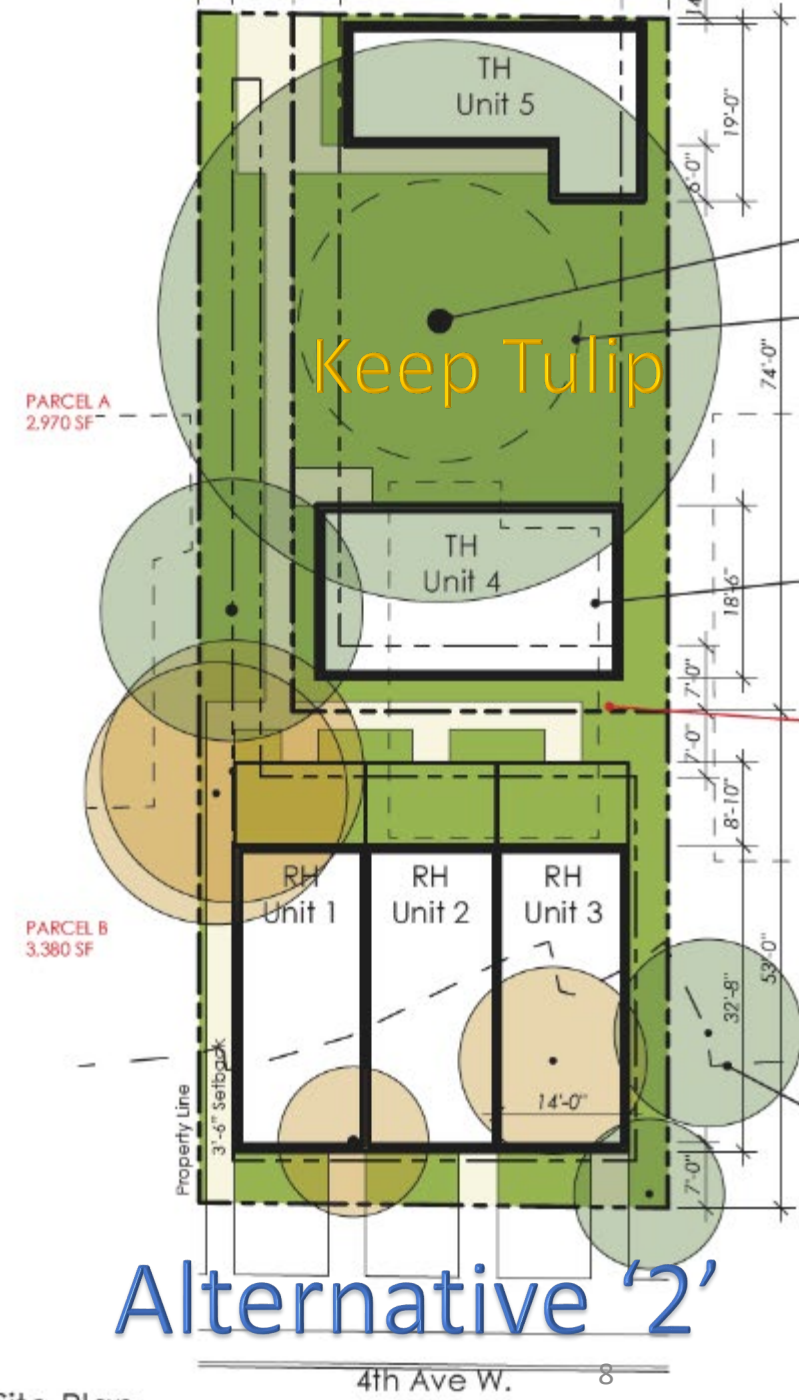 14
TH
Unit 5
19'-0"
6'-0"
Keep Tulip
74'-0"
PARCEL A
2,970 SF
TH
Unit 4
18'-6"
7'-0"
7'-0"
8'-10"
RH
Unit 1
RH
Unit 2
RH
Unit 3
PARCEL B
3,380 SF
53'-0"
32'-8"
14'-0"
Property Line
3'-6" Setback
7'-0"
Alternative ‘2’
4th Ave W.
8
Site Plan